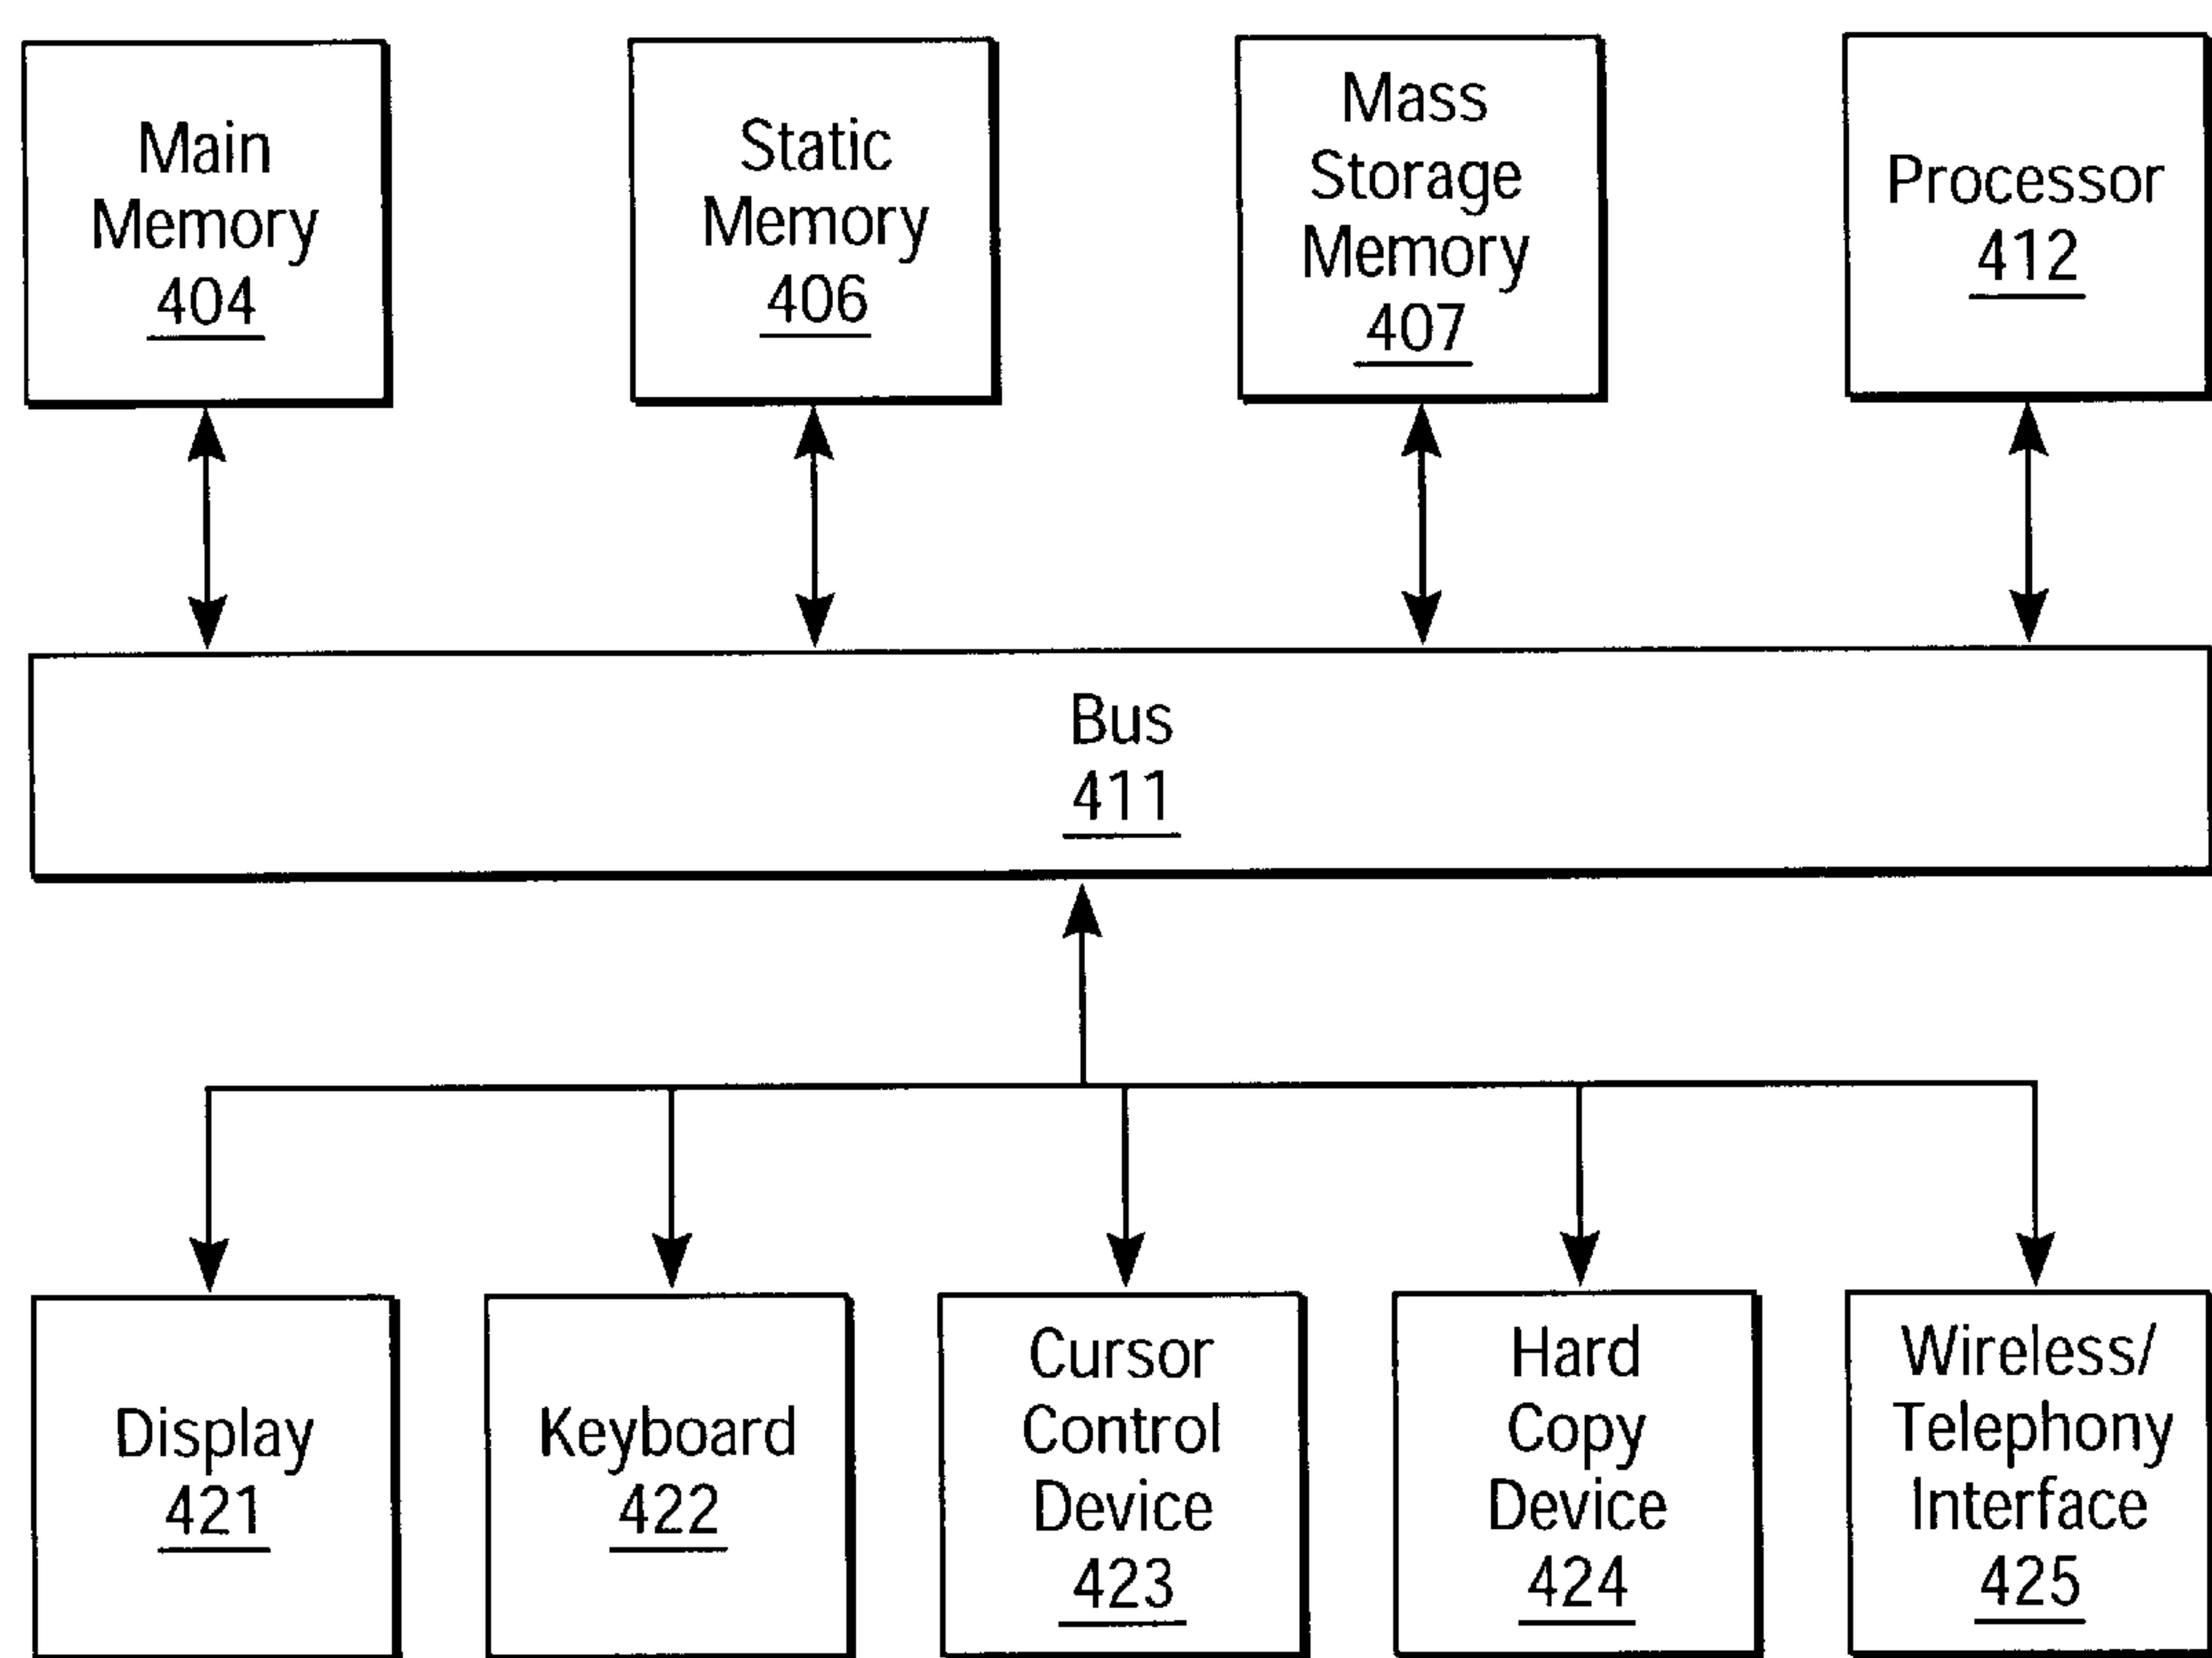 Main
Memory
404
Static
Memory
406
Mass
Storage
Memory
407
Processor
412
Bus
411
Display
421
Keyboard
422
Cursor
Control
Device
423
Hard
Copy
Device
424
Wireless/
Telephony
Interface
425